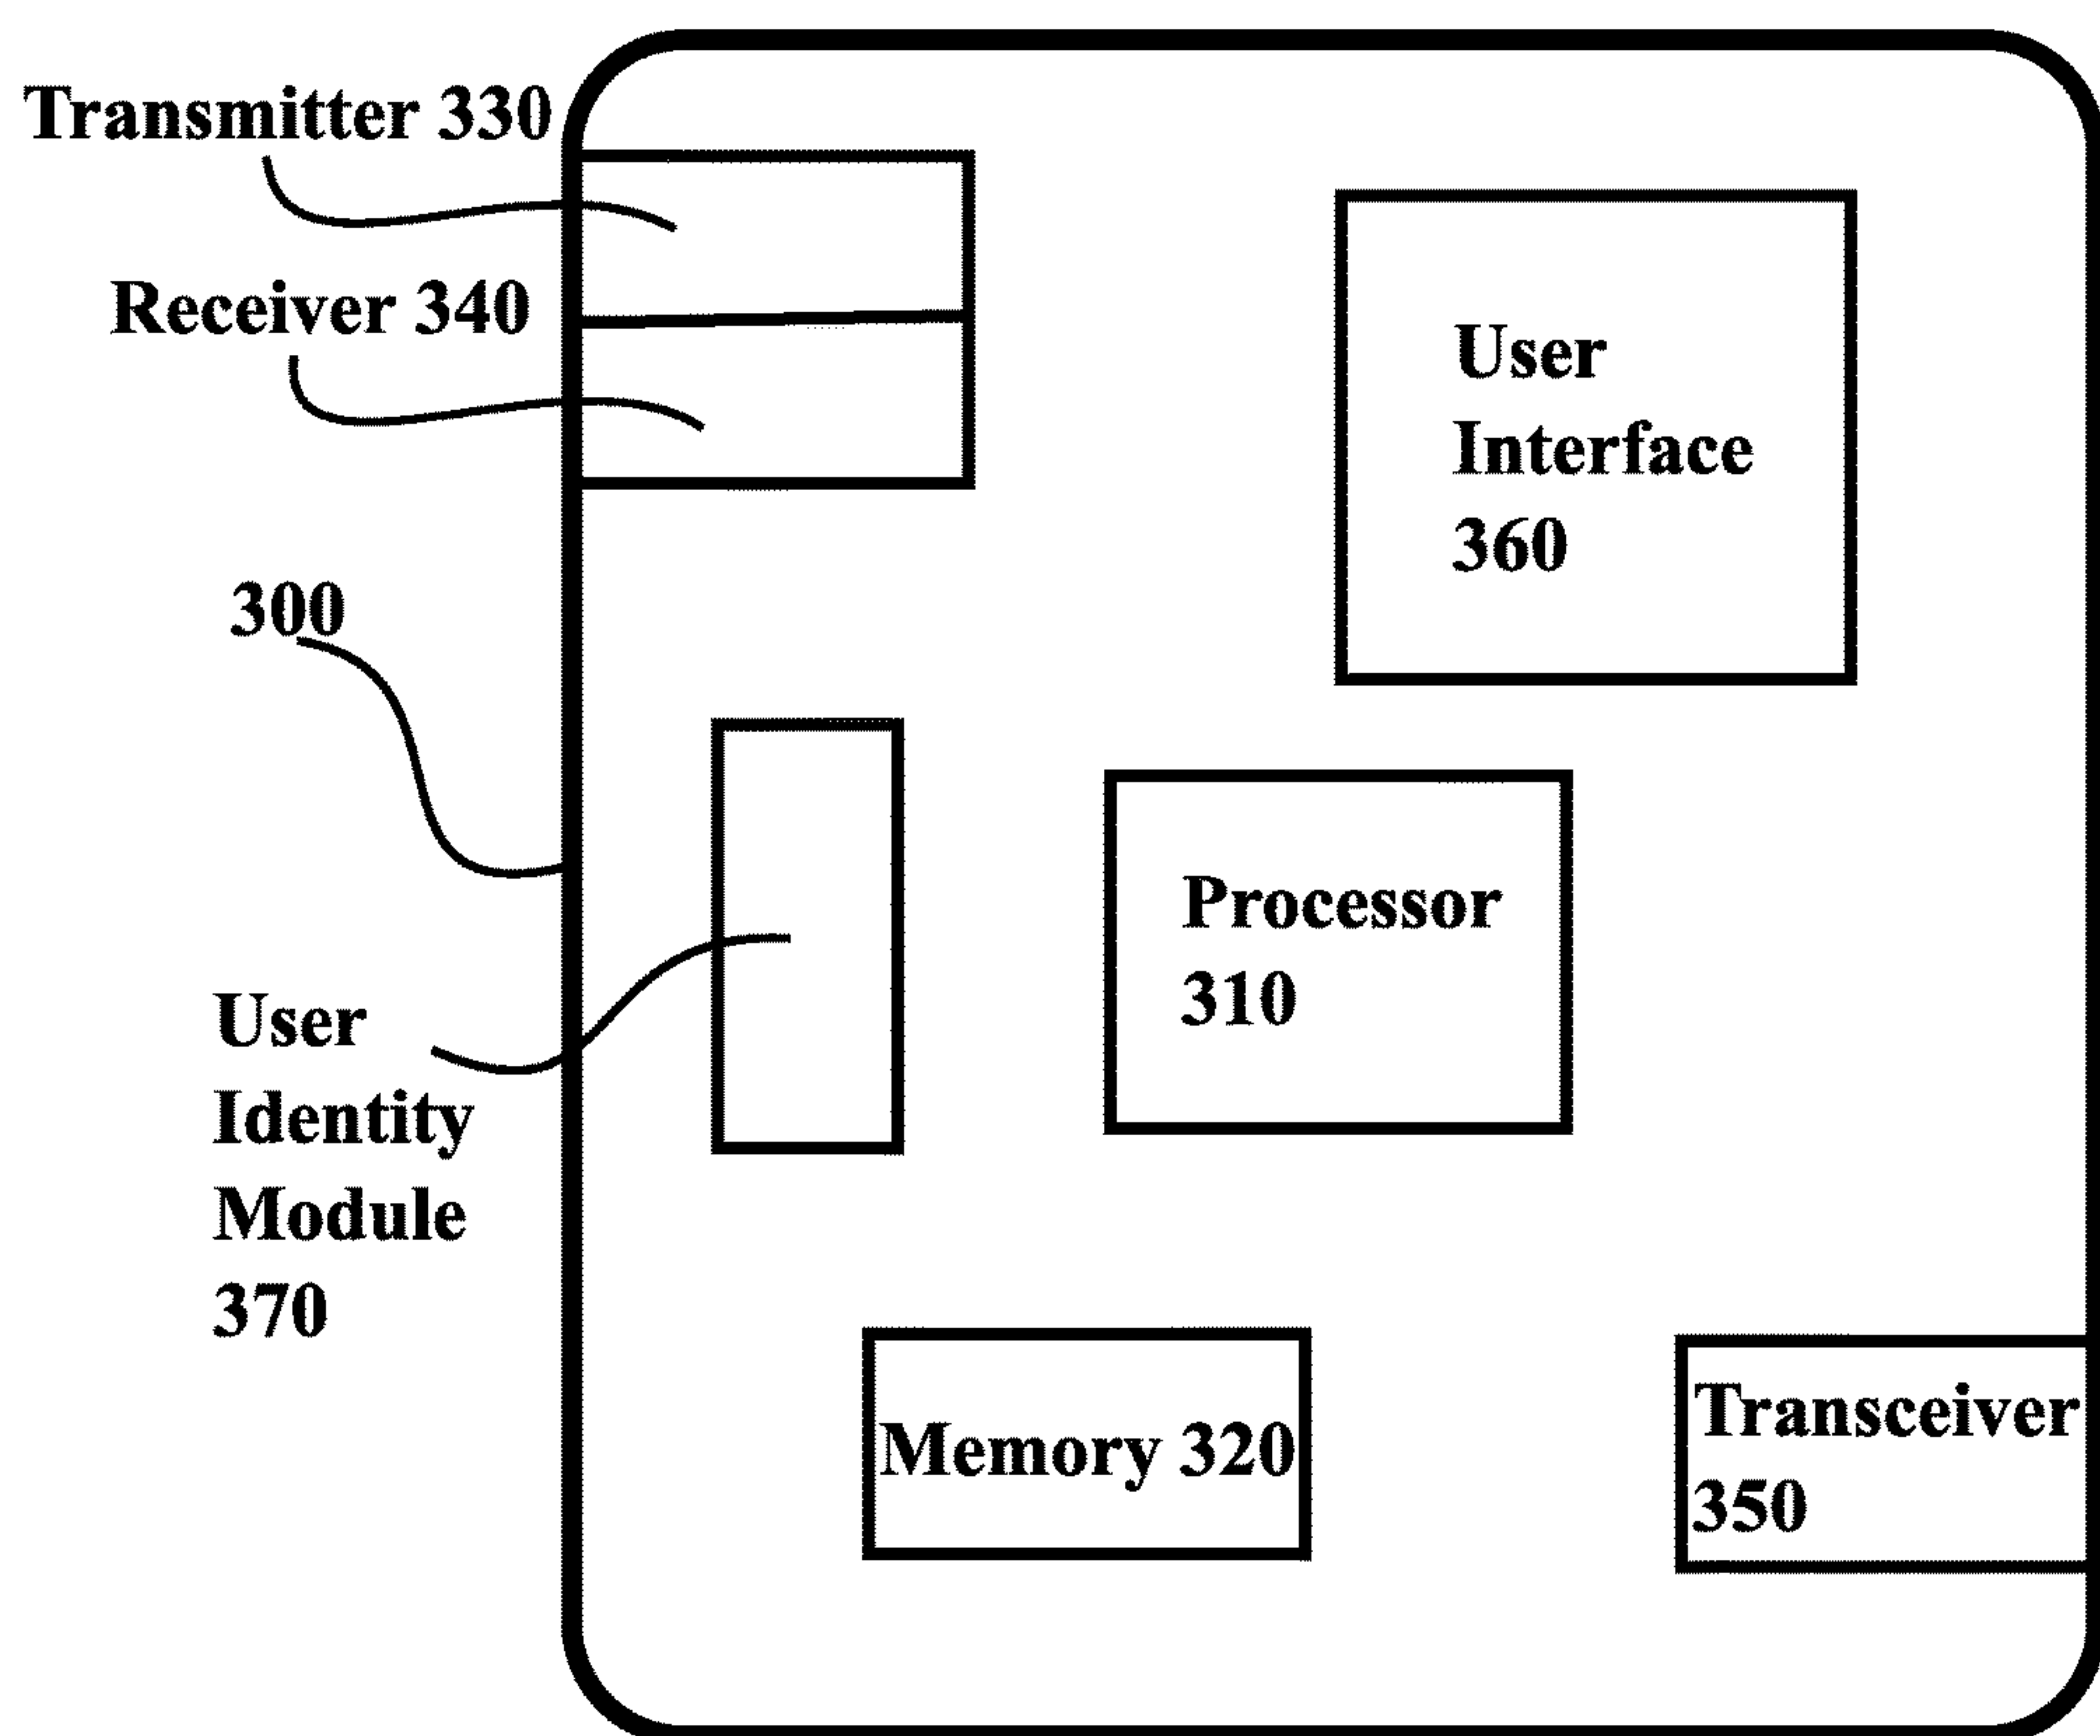 Transmitter 330
Receiver 340
300
User
Identity
Module
370
User
Interface
360
Processor
310
Memory 320
Transceiver
350